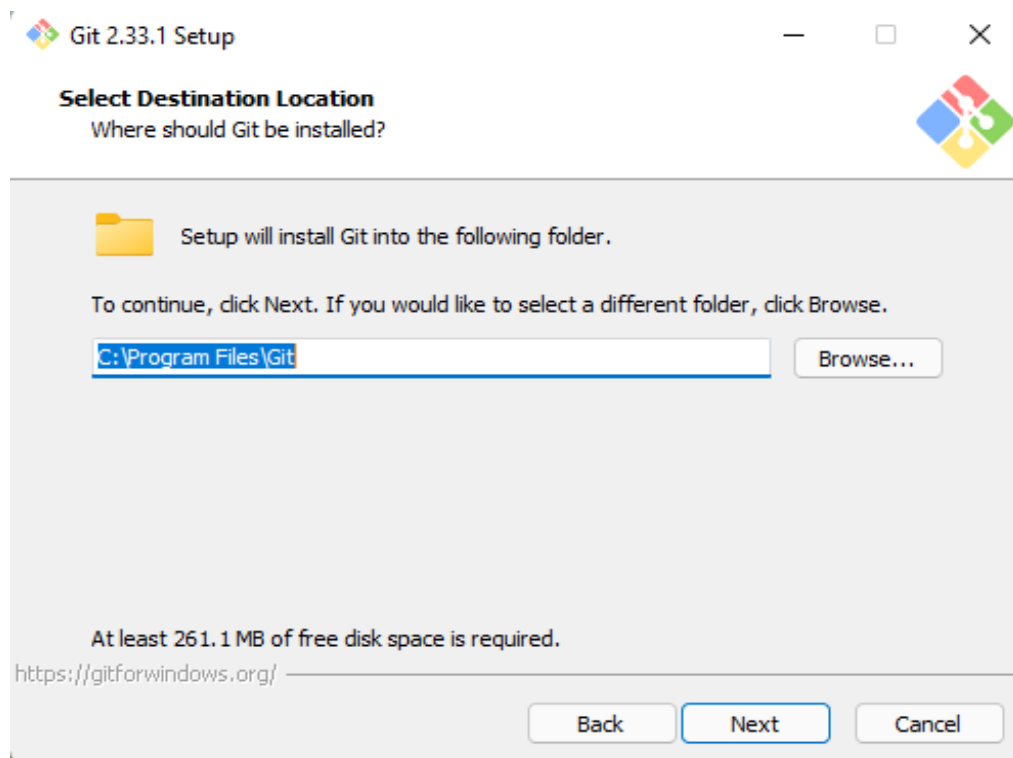 Git 2.33.1 Setup
Select Destination Location
Where should Git be installed?
Setup will install Git into the following folder.
To continue, click Next. If you would like to select a different folder, click Browse.
C:\Program Files\Git
Browse...
At least 261.1 MB of free disk space is required.
https://gitforwindows.org/
Back
Next
Cancel